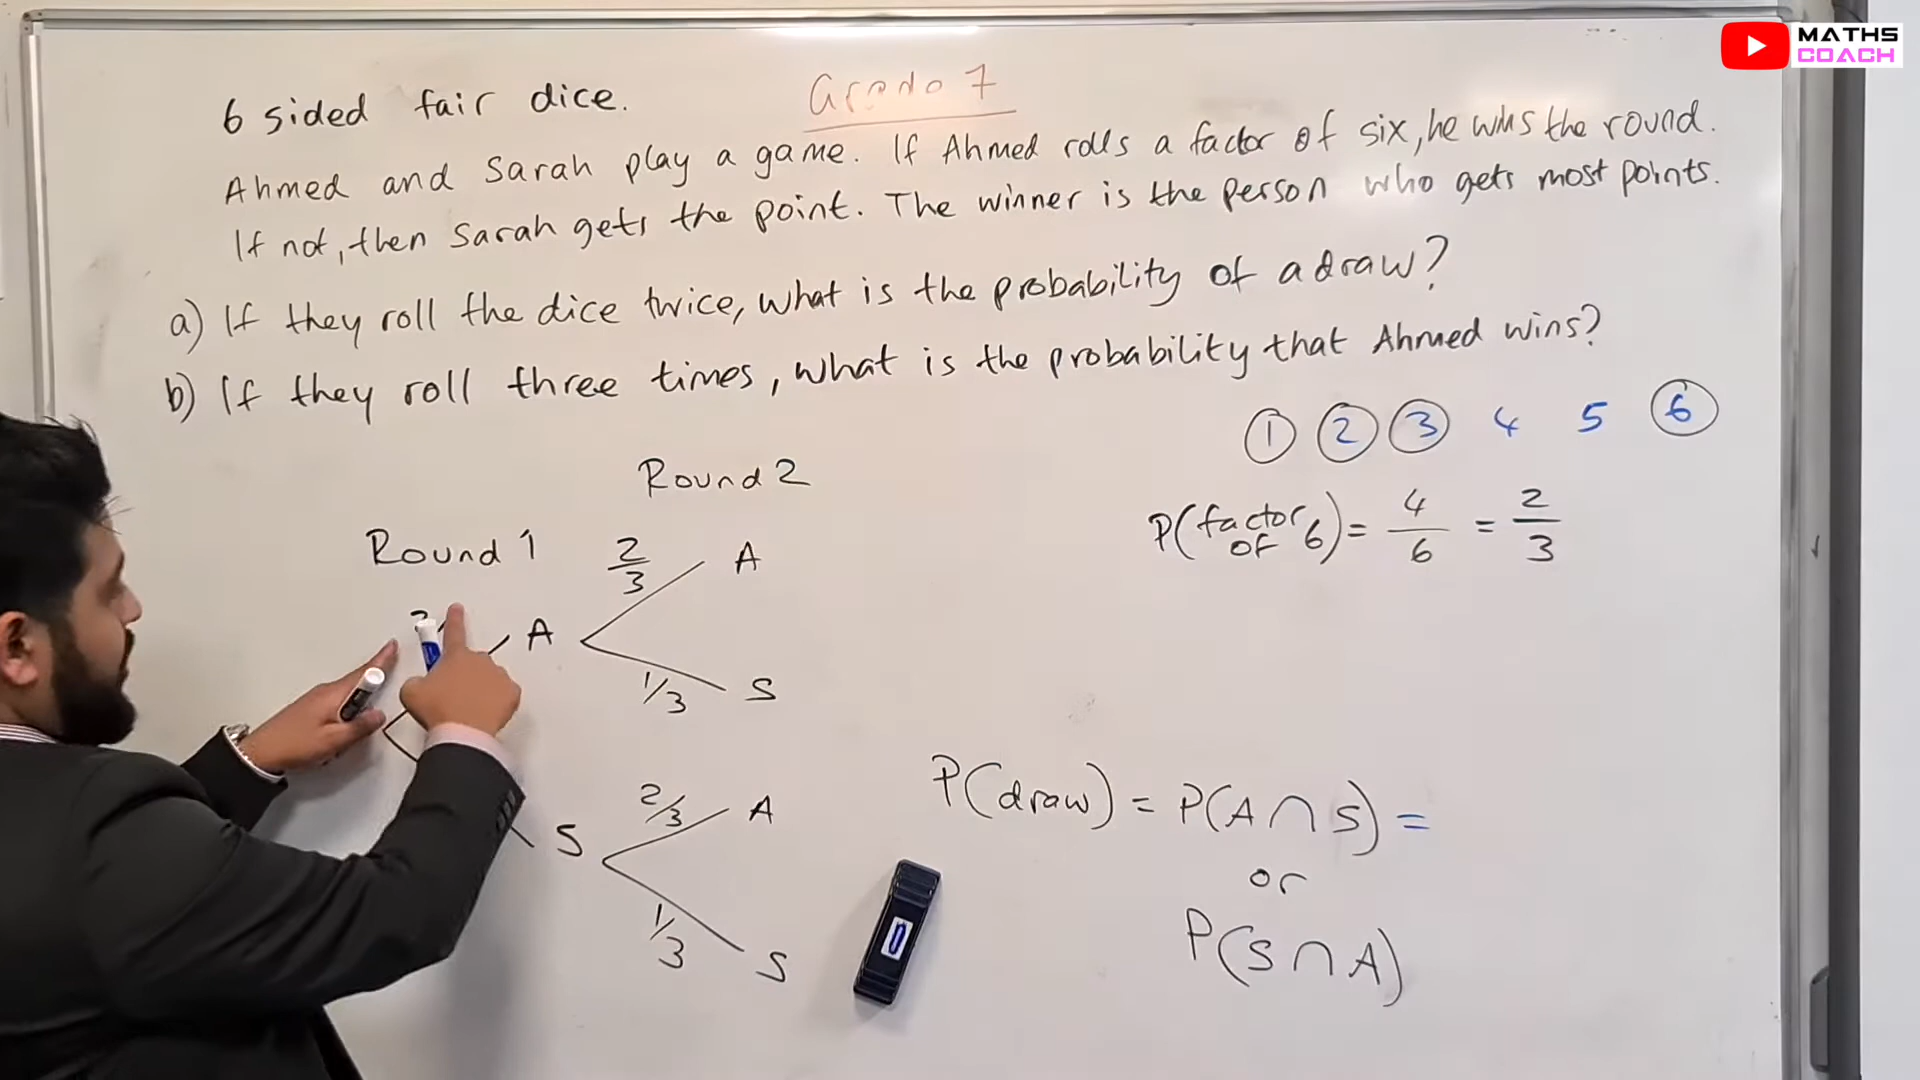 MATHS
COACH
Grade 7
6 sided fair dice.
Ahmed and Sarah play a game. If Ahmed rolls a factor of six, he wins the round.
If not, then Sarah gets the point. The winner is the person who gets most points.
a) If they roll the dice twice, what is the probability of a draw?
b) If they roll three times, what is the probability that Ahmed wins?
1 2 3 4 5 6
Round 2
P(factor of 6) = 4/6 = 2/3
Round 1
2/3 A
A
1/3 S
P(draw) = P(A ∩ S) =
or
P(S ∩ A)
2/3 A
S
1/3 S